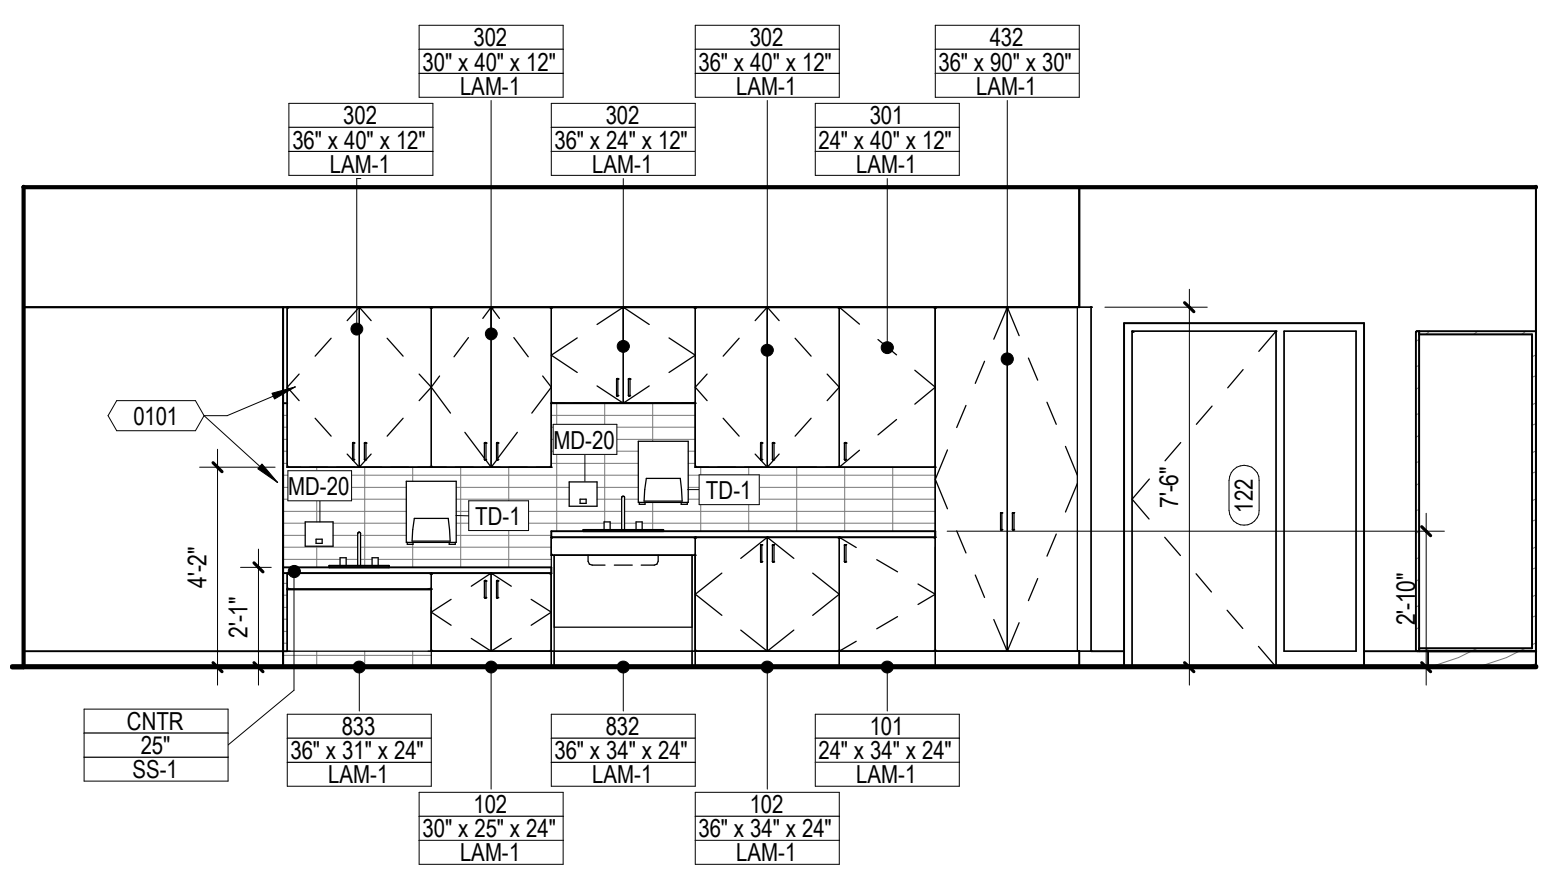 302
30" x 40" x 12"
LAM-1
302
36" x 40" x 12"
LAM-1
432
36" x 90" x 30"
LAM-1
302
36" x 40" x 12"
LAM-1
302
36" x 24" x 12"
LAM-1
301
24" x 40" x 12"
LAM-1
0101
MD-20
MD-20
TD-1
TD-1
4'-2"
2'-1"
7'-6"
122
2'-10"
CNTR
25"
SS-1
833
36" x 31" x 24"
LAM-1
832
36" x 34" x 24"
LAM-1
101
24" x 34" x 24"
LAM-1
102
30" x 25" x 24"
LAM-1
102
36" x 34" x 24"
LAM-1